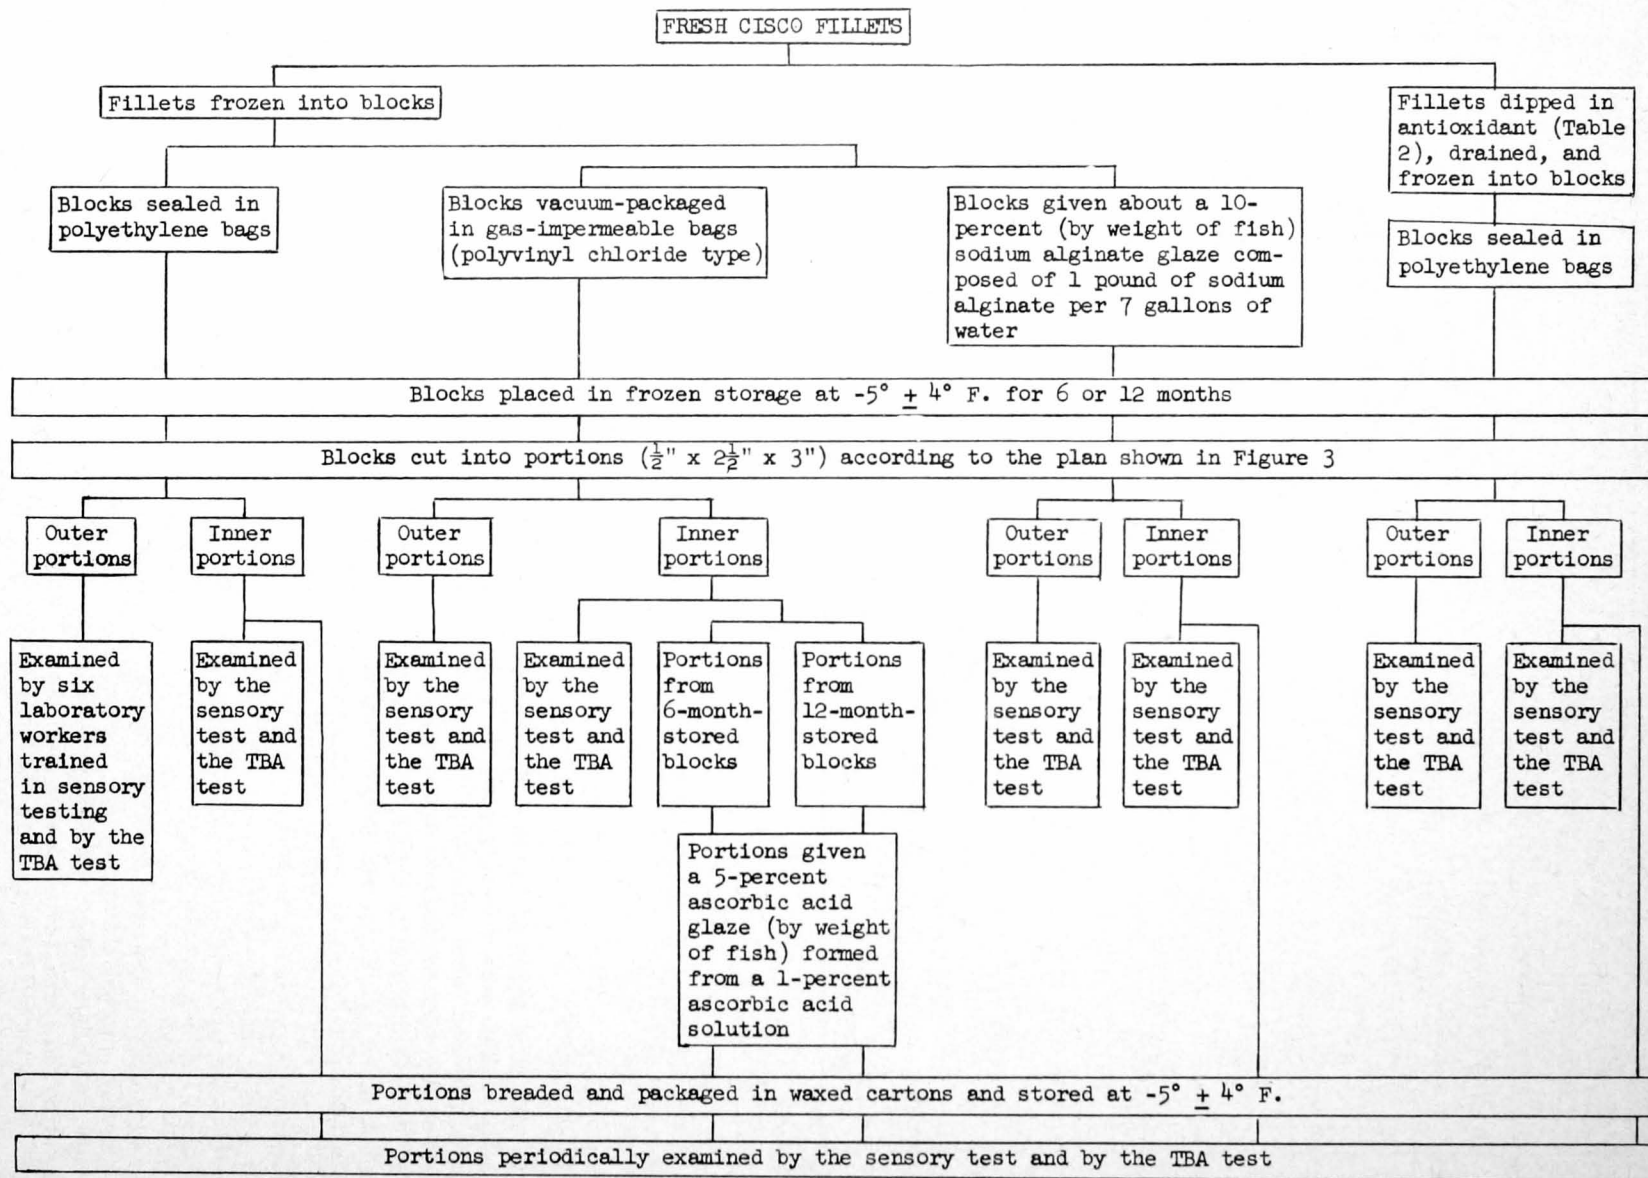 FRESH CISCO FILLETS
Fillets frozen into blocks
Fillets dipped in
antioxidant (Table
2), drained, and
frozen into blocks
Blocks sealed in
polyethylene bags
Blocks vacuum-packaged
in gas-impermeable bags
(polyvinyl chloride type)
Blocks given about a 10-
percent (by weight of fish)
sodium alginate glaze com-
posed of 1 pound of sodium
alginate per 7 gallons of
water
Blocks sealed in
polyethylene bags
Blocks placed in frozen storage at -5° ± 4° F. for 6 or 12 months
Blocks cut into portions (½" x 2½" x 3") according to the plan shown in Figure 3
Outer
portions
Inner
portions
Outer
portions
Inner
portions
Outer
portions
Inner
portions
Outer
portions
Inner
portions
Examined
by six
laboratory
workers
trained
in sensory
testing
and by the
TBA test
Examined
by the
sensory
test and
the TBA
test
Examined
by the
sensory
test and
the TBA
test
Examined
by the
sensory
test and
the TBA
test
Portions
from
6-month-
stored
blocks
Portions
from
12-month-
stored
blocks
Examined
by the
sensory
test and
the TBA
test
Examined
by the
sensory
test and
the TBA
test
Examined
by the
sensory
test and
the TBA
test
Examined
by the
sensory
test and
the TBA
test
Portions given
a 5-percent
ascorbic acid
glaze (by weight
of fish) formed
from a 1-percent
ascorbic acid
solution
Portions breaded and packaged in waxed cartons and stored at -5° ± 4° F.
Portions periodically examined by the sensory test and by the TBA test